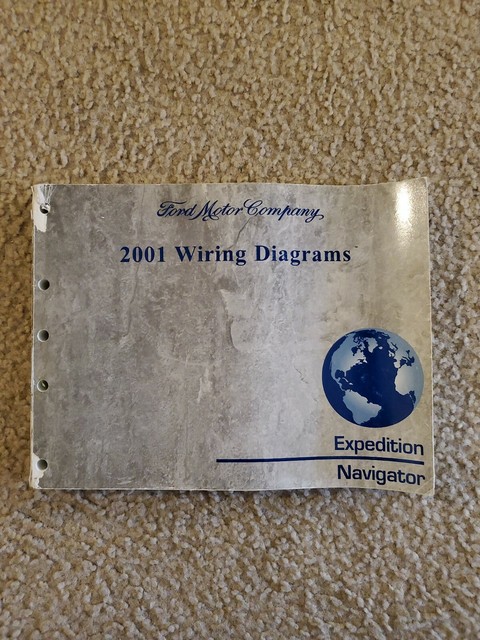 Ford Motor Company
2001 Wiring Diagrams
Expedition
Navigator